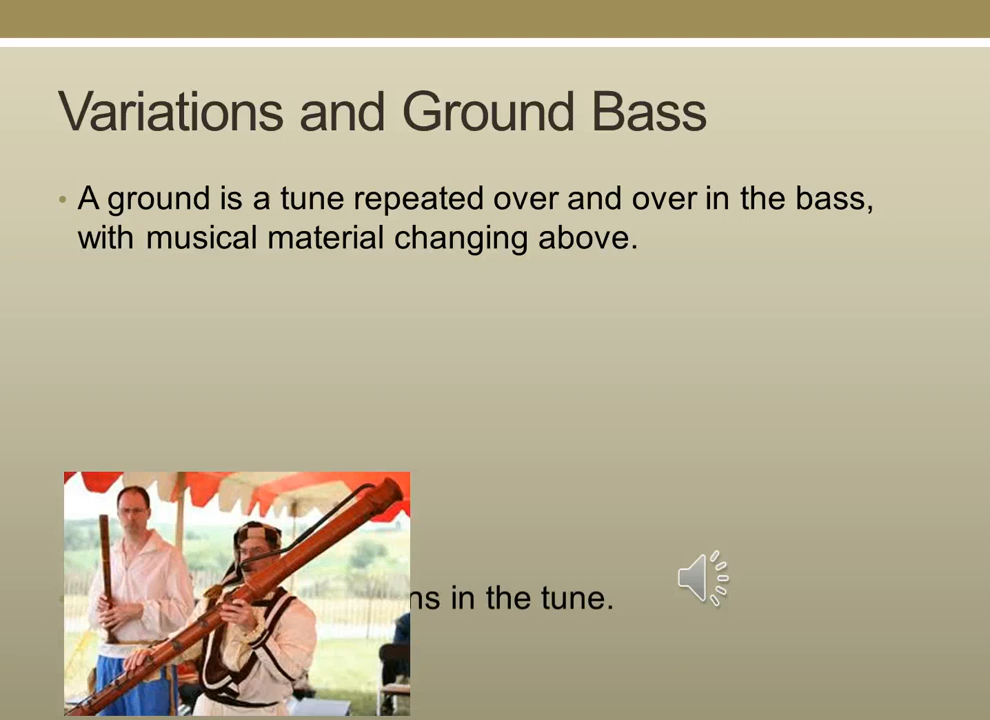 Variations and Ground Bass
• A ground is a tune repeated over and over in the bass,
with musical material changing above.
in the tune.